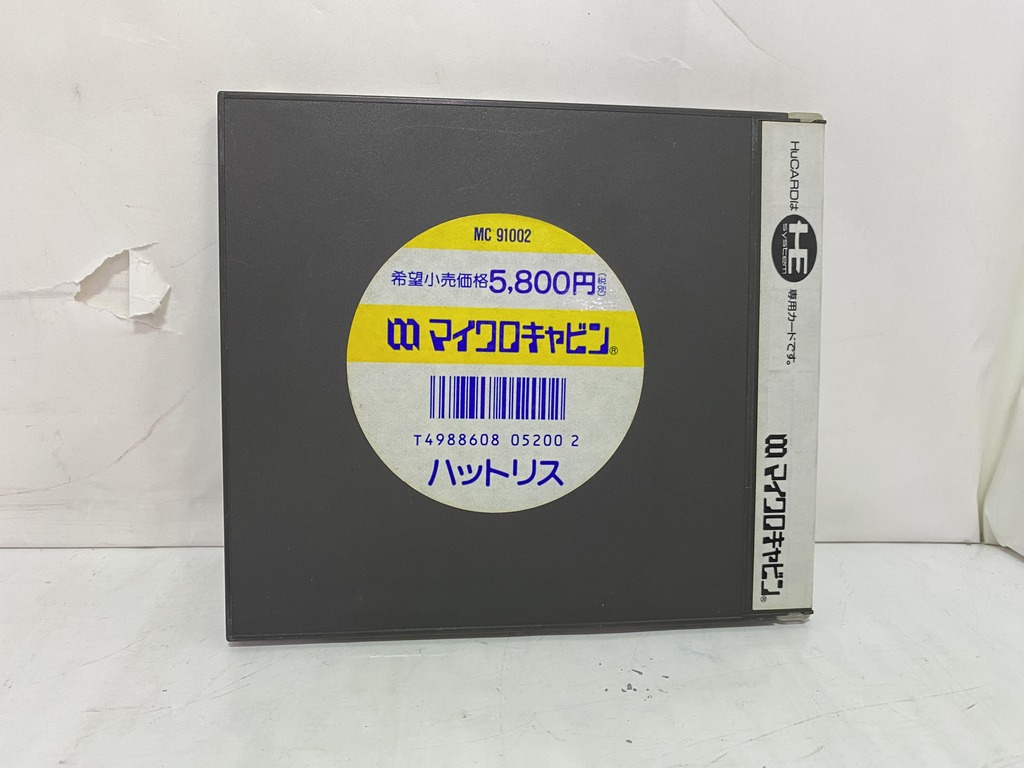 MC 91002
希望小売価格5,800円(税別)
マイクロキャビン®
T4988608 05200 2
ハットリス
HuCARDは HE system 専用カードです。
マイクロキャビン®